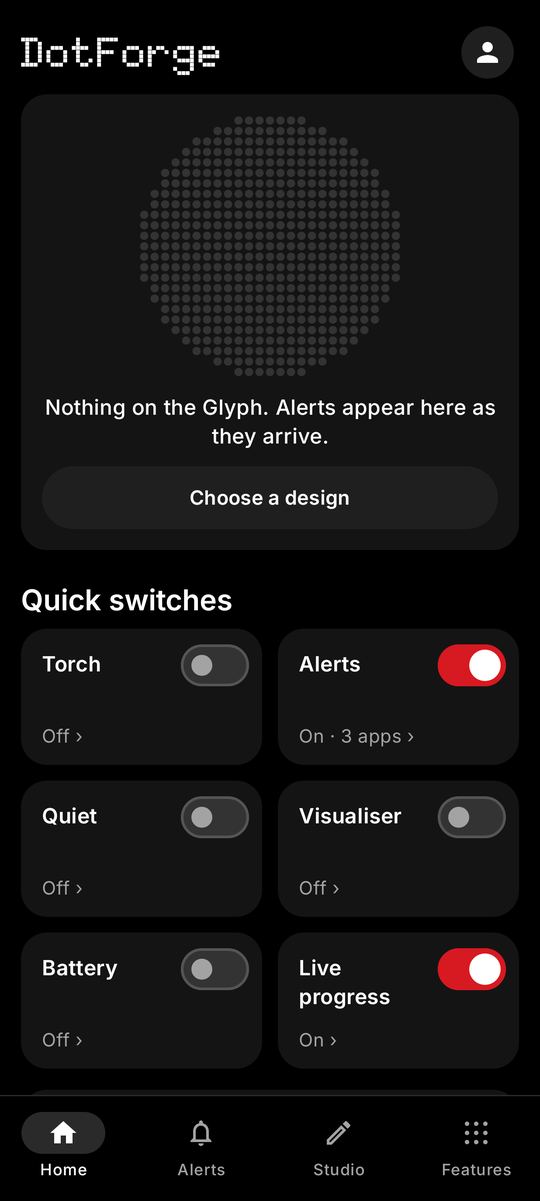 DotForge
Nothing on the Glyph. Alerts appear here as
they arrive.
Choose a design
Quick switches
Torch
Off ›
Alerts
On · 3 apps ›
Quiet
Off ›
Visualiser
Off ›
Battery
Off ›
Live
progress
On ›
Home
Alerts
Studio
Features